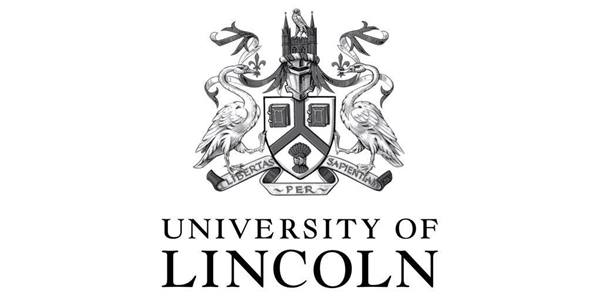 LIBERTAS PER SAPIENTIAM
UNIVERSITY OF
LINCOLN